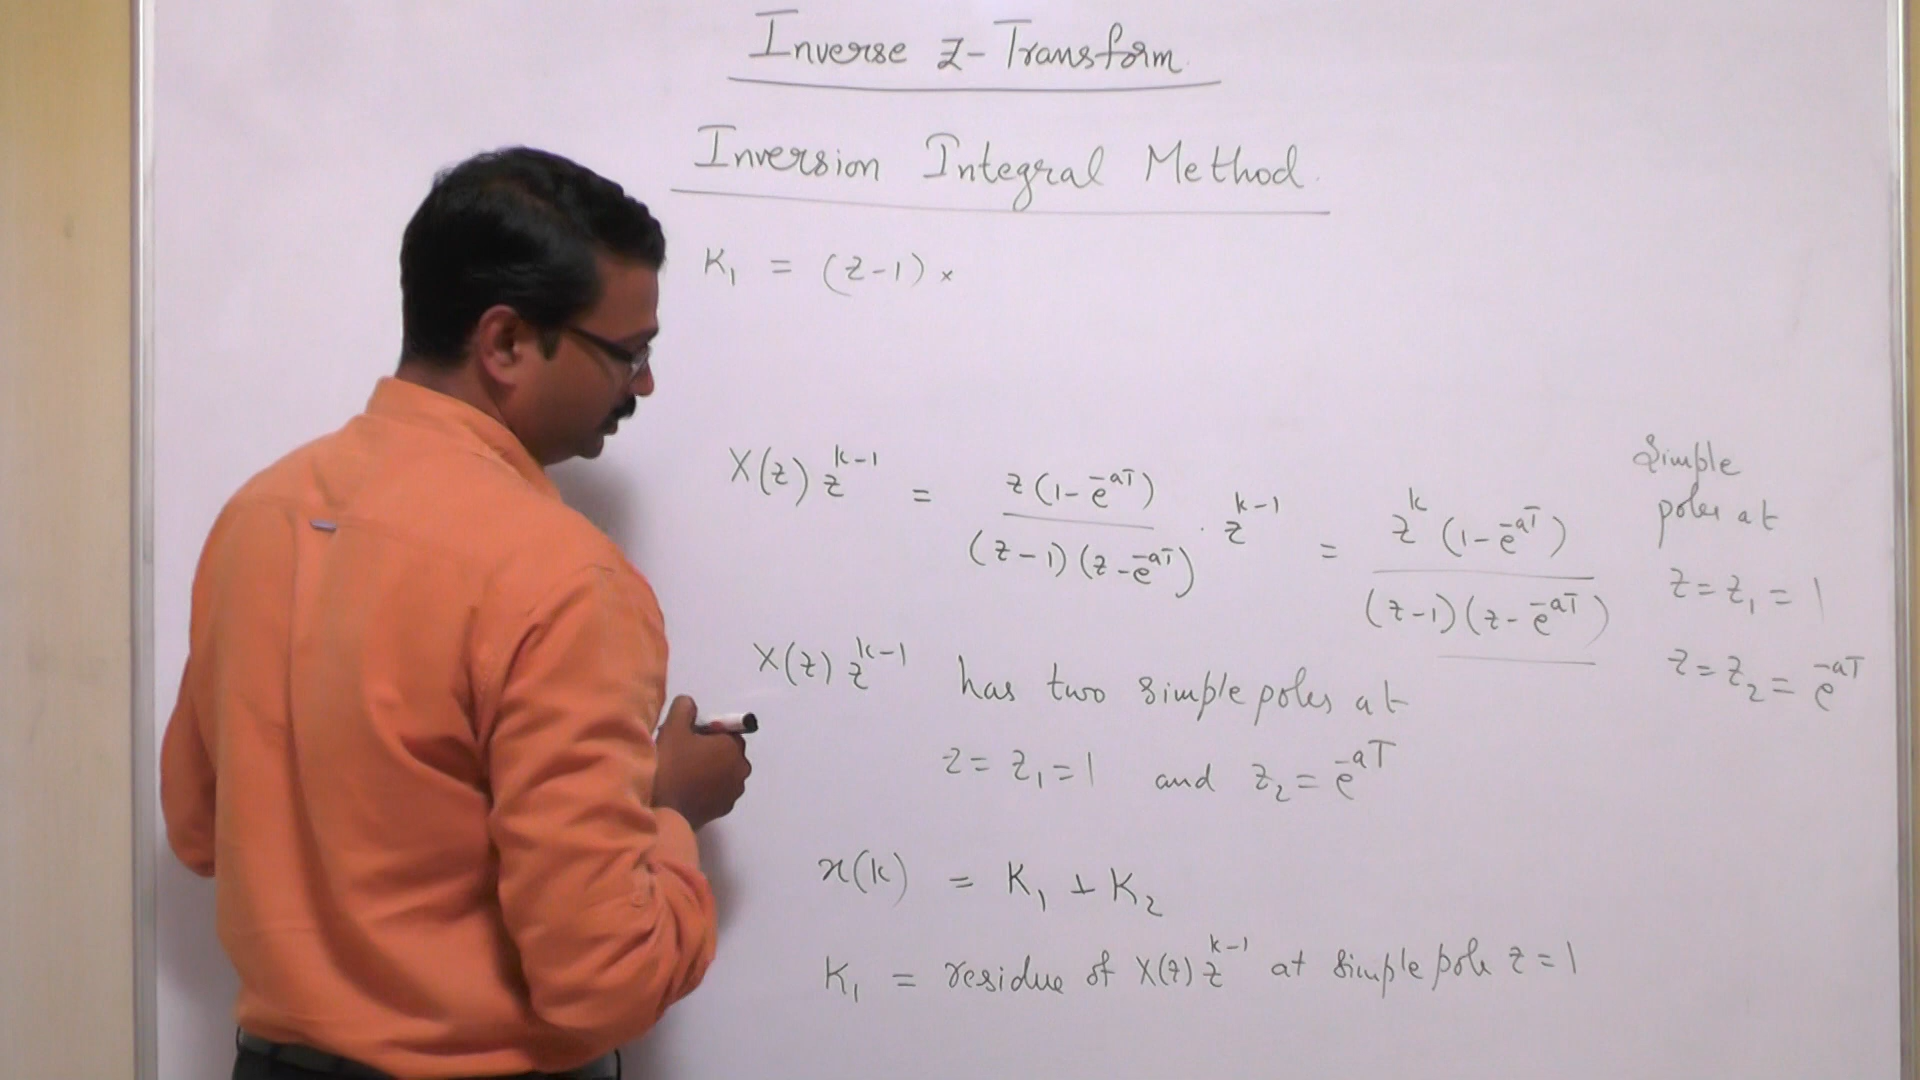 Inverse z-Transform
Inversion Integral Method
K₁ = (z-1) ×
X(z) z^(k-1) = z(1-e^(-aT)) / (z-1)(z-e^(-aT)) · z^(k-1) = z^k (1-e^(-aT)) / (z-1)(z-e^(-aT))
Simple
poles at
z = z₁ = 1
z = z₂ = e^(-aT)
X(z) z^(k-1) has two simple poles at
z = z₁ = 1 and z₂ = e^(-aT)
x(k) = K₁ + K₂
K₁ = residue of X(z) z^(k-1) at simple pole z = 1